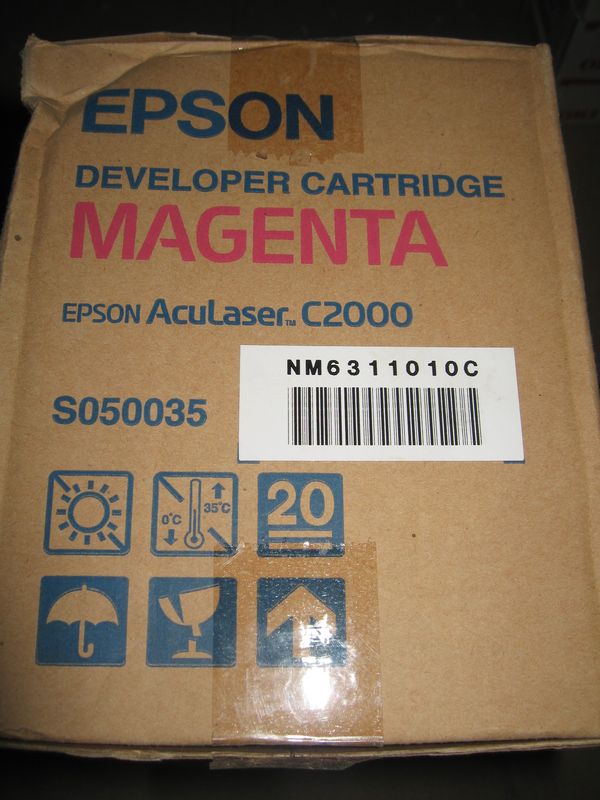 EPSON
DEVELOPER CARTRIDGE
MAGENTA
EPSON AcuLaser™ C2000
NM6311010C
S050035
0°C
35°C
20